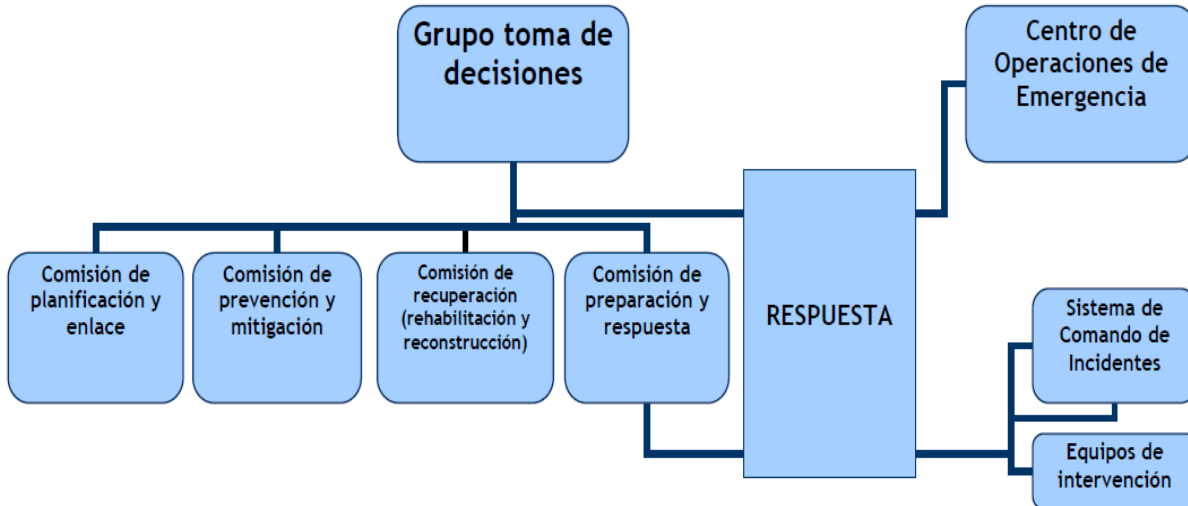 Grupo toma de
decisiones
Centro de
Operaciones de
Emergencia
Comisión de
planificación y
enlace
Comisión de
prevención y
mitigación
Comisión de
recuperación
(rehabilitación y
reconstrucción)
Comisión de
preparación y
respuesta
RESPUESTA
Sistema de
Comando de
Incidentes
Equipos de
intervención